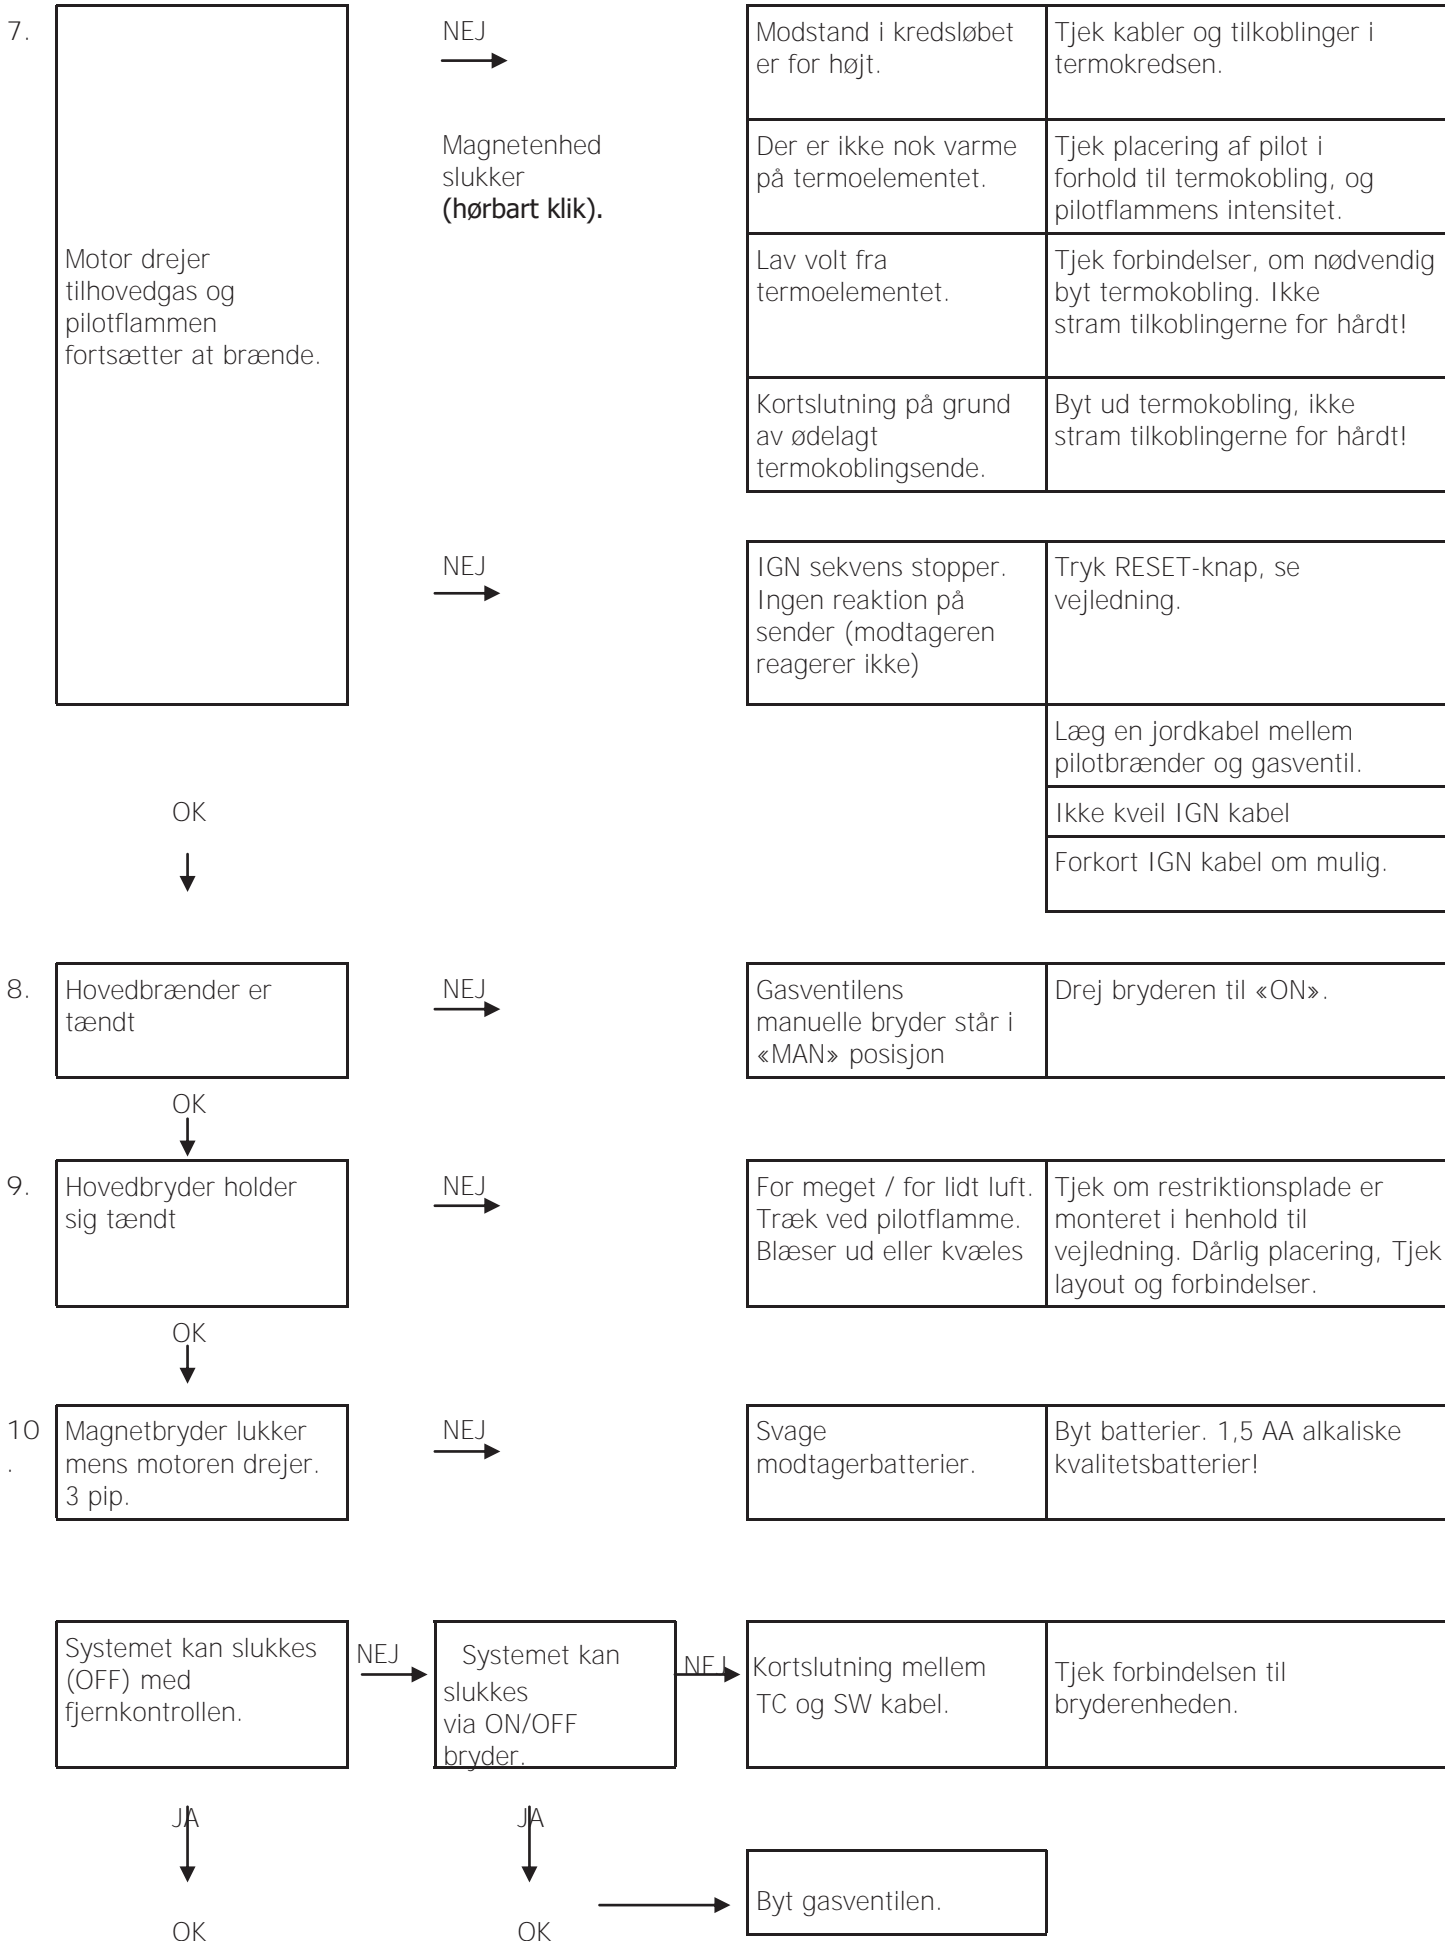 7.
Motor drejer
tilhovedgas og
pilotflammen
fortsætter at brænde.
NEJ
Magnetenhed
slukker
(hørbart klik).
Modstand i kredsløbet
er for højt.
Tjek kabler og tilkoblinger i
termokredsen.
Der er ikke nok varme
på termoelementet.
Tjek placering af pilot i
forhold til termokobling, og
pilotflammens intensitet.
Lav volt fra
termoelementet.
Tjek forbindelser, om nødvendig
byt termokobling. Ikke
stram tilkoblingerne for hårdt!
Kortslutning på grund
av ødelagt
termokoblingsende.
Byt ud termokobling, ikke
stram tilkoblingerne for hårdt!
NEJ
IGN sekvens stopper.
Ingen reaktion på
sender (modtageren
reagerer ikke)
Tryk RESET-knap, se
vejledning.
Læg en jordkabel mellem
pilotbrænder og gasventil.
Ikke kveil IGN kabel
Forkort IGN kabel om mulig.
OK
8.
Hovedbrænder er
tændt
NEJ
Gasventilens
manuelle bryder står i
«MAN» posisjon
Drej bryderen til «ON».
OK
9.
Hovedbryder holder
sig tændt
NEJ
For meget / for lidt luft.
Træk ved pilotflamme.
Blæser ud eller kvæles
Tjek om restriktionsplade er
monteret i henhold til
vejledning. Dårlig placering, Tjek
layout og forbindelser.
OK
10
.
Magnetbryder lukker
mens motoren drejer.
3 pip.
NEJ
Svage
modtagerbatterier.
Byt batterier. 1,5 AA alkaliske
kvalitetsbatterier!
Systemet kan slukkes
(OFF) med
fjernkontrollen.
NEJ
Systemet kan
slukkes
via ON/OFF
bryder.
NEJ
Kortslutning mellem
TC og SW kabel.
Tjek forbindelsen til
bryderenheden.
JA
JA
Byt gasventilen.
OK
OK